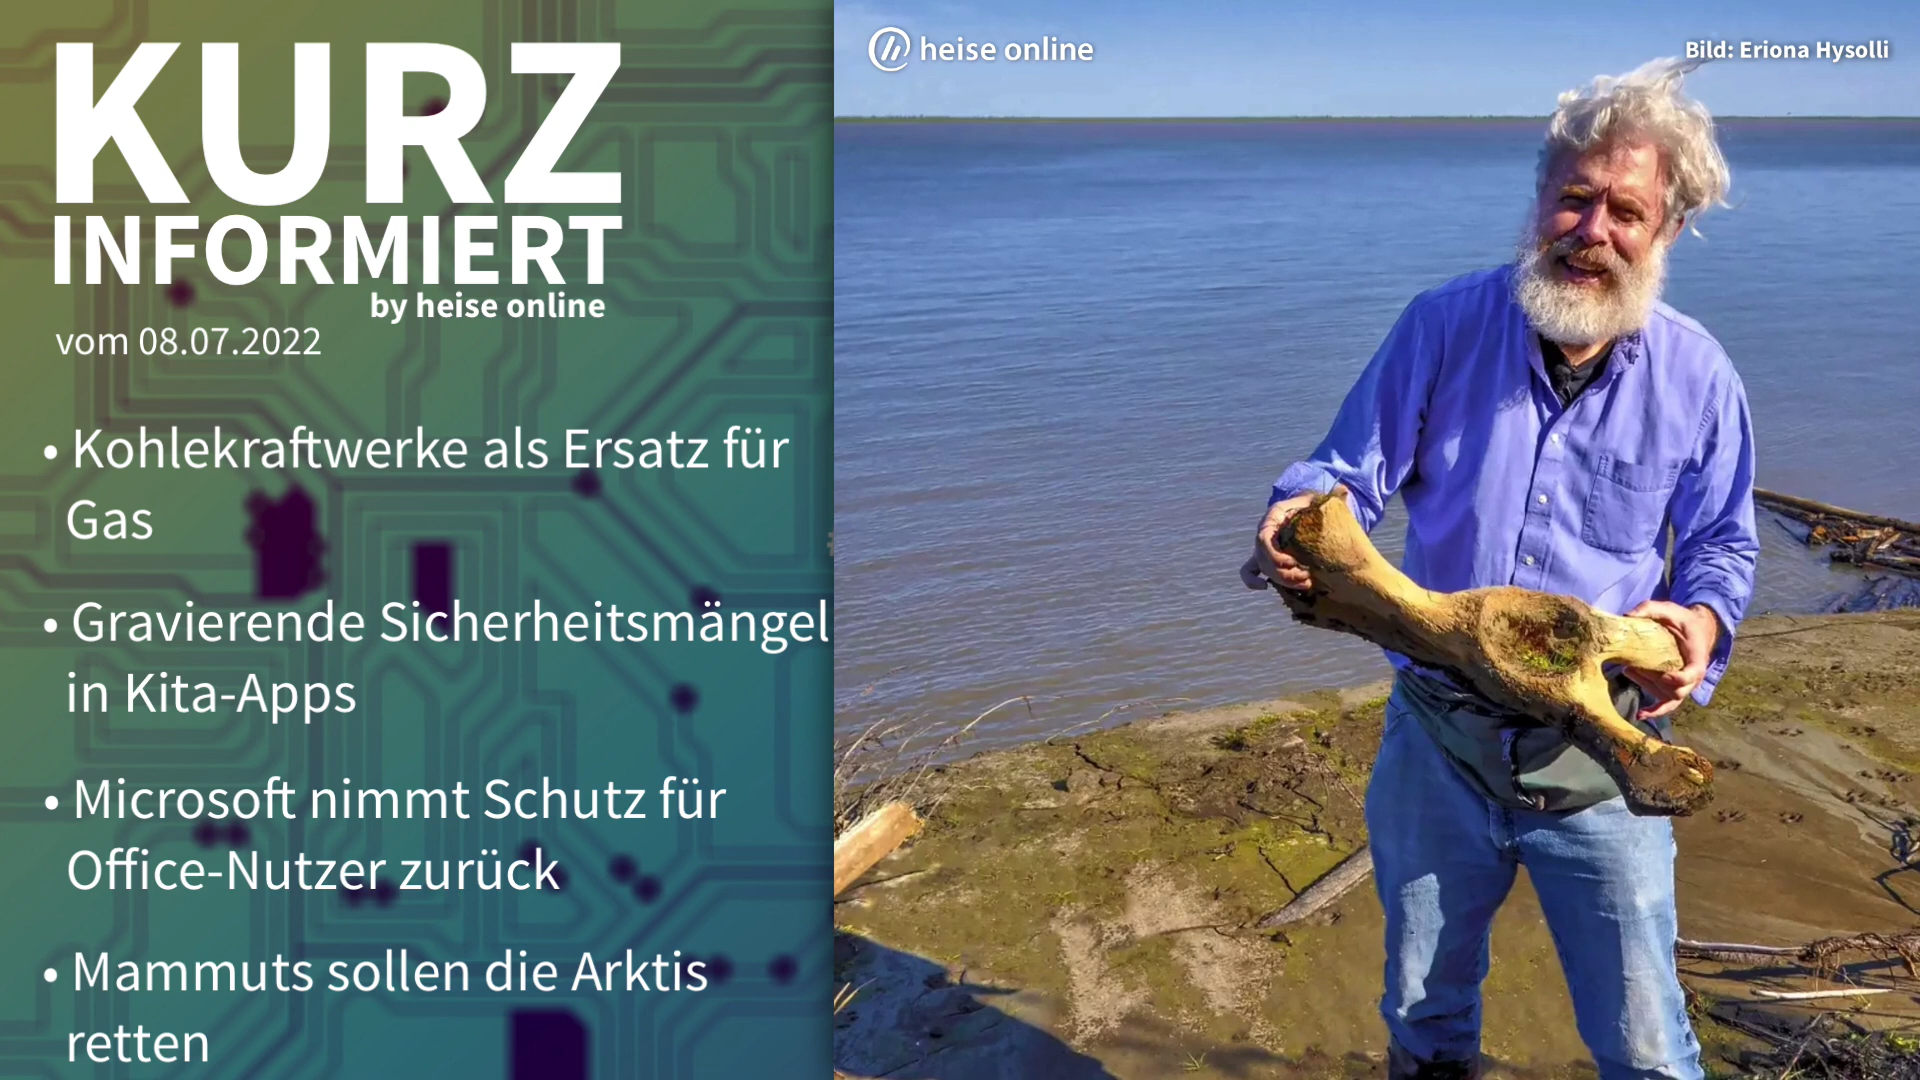 KURZ
INFORMIERT
by heise online
vom 08.07.2022
• Kohlekraftwerke als Ersatz für
Gas
• Gravierende Sicherheitsmängel
in Kita-Apps
• Microsoft nimmt Schutz für
Office-Nutzer zurück
• Mammuts sollen die Arktis
retten
heise online
Bild: Eriona Hysolli